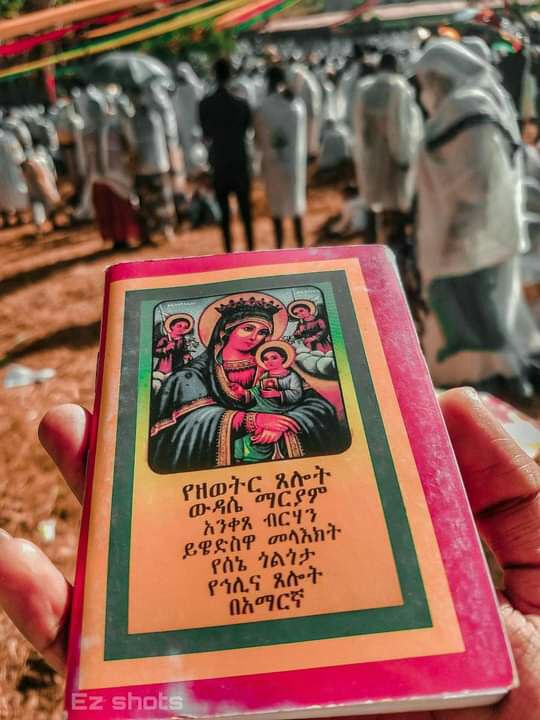 የዘወትር ጸሎት
ውዳሴ ማርያም
አንቀጸ ብርሃን
ይዌድስዋ መላእክት
የሰኔ ጎልጎታ
የኅሊና ጸሎት
በአማርኛ
Ez shots